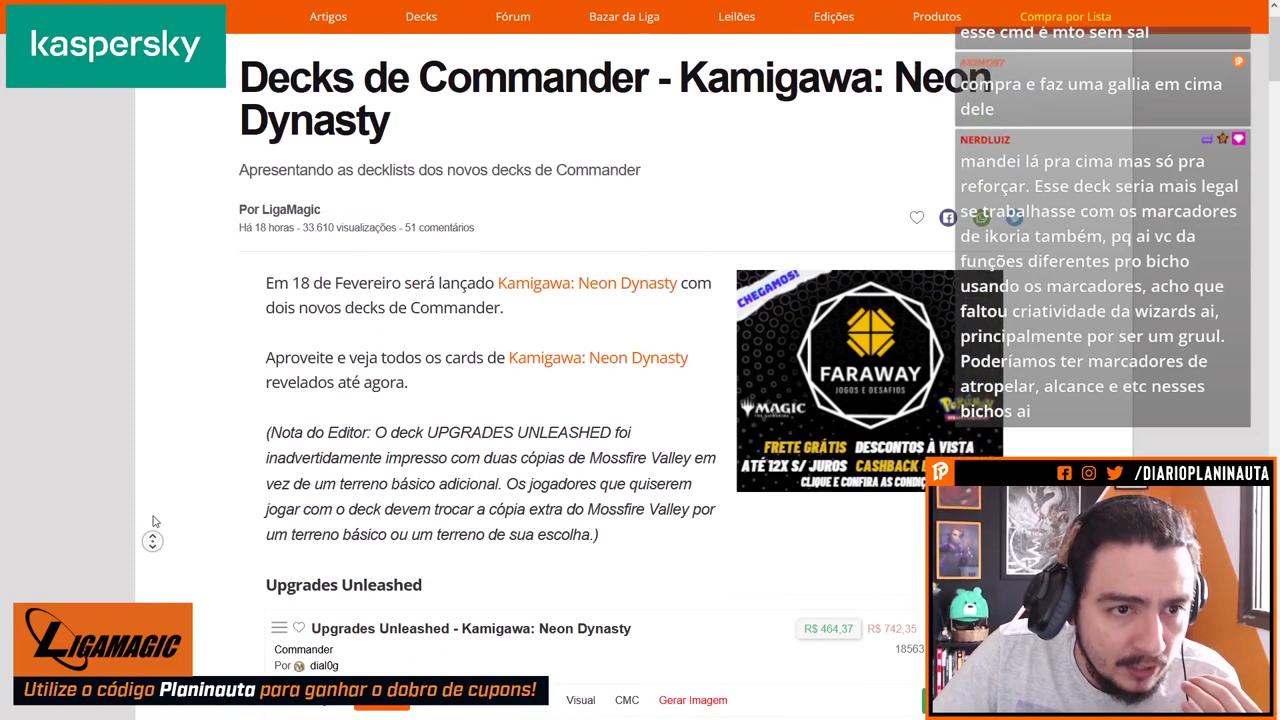 Artigos Decks Fórum Bazar da Liga Leilões Edições Produtos Compra por Lista
kaspersky
Decks de Commander - Kamigawa: Neon
Dynasty
Apresentando as decklists dos novos decks de Commander
Por LigaMagic
Há 18 horas - 33.610 visualizações - 51 comentários
Em 18 de Fevereiro será lançado Kamigawa: Neon Dynasty com
dois novos decks de Commander.
Aproveite e veja todos os cards de Kamigawa: Neon Dynasty
revelados até agora.
(Nota do Editor: O deck UPGRADES UNLEASHED foi
inadvertidamente impresso com duas cópias de Mossfire Valley em
vez de um terreno básico adicional. Os jogadores que quiserem
jogar com o deck devem trocar a cópia extra do Mossfire Valley por
um terreno básico ou um terreno de sua escolha.)
Upgrades Unleashed
Upgrades Unleashed - Kamigawa: Neon Dynasty
R$ 464,37 R$ 742,35
Commander
18563
Por dial0g
Visual CMC Gerar Imagem
CHEGAMOS!
FARAWAY
JOGOS E DESAFIOS
MAGIC
FRETE GRÁTIS DESCONTOS À VISTA
ATÉ 12X S/ JUROS CASHBACK
CLIQUE E CONFIRA AS
esse cmd é mto sem sal
AKINO97
compra e faz uma gallia em cima
dele
NERDLUIZ
mandei lá pra cima mas só pra
reforçar. Esse deck seria mais legal
se trabalhasse com os marcadores
de ikoria também, pq ai vc da
funções diferentes pro bicho
usando os marcadores, acho que
faltou criatividade da wizards ai,
principalmente por ser um gruul.
Poderíamos ter marcadores de
atropelar, alcance e etc nesses
bichos ai
/DIARIOPLANINAUTA
LIGAMAGIC
Utilize o código Planinauta para ganhar o dobro de cupons!